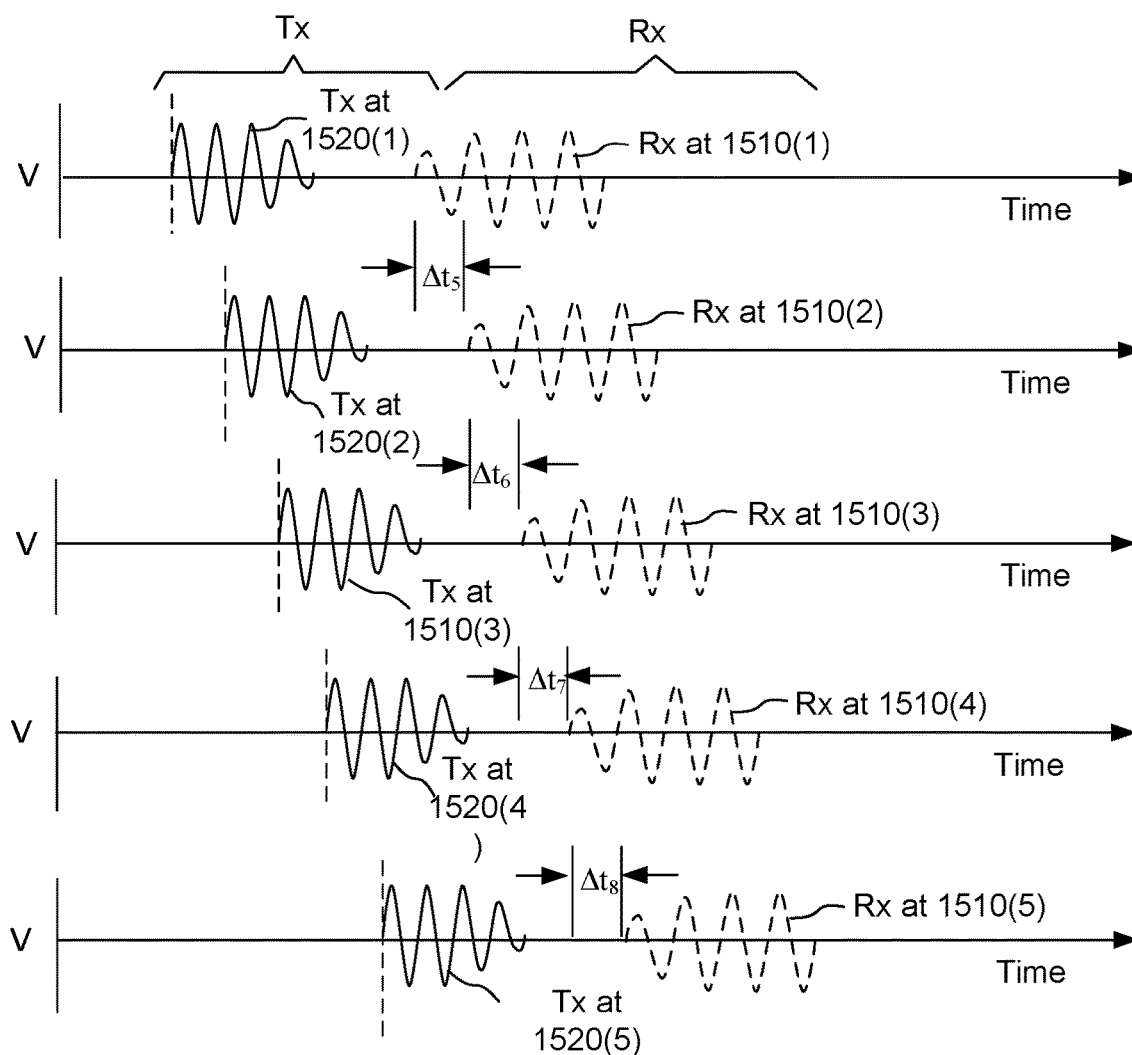 Tx
Rx
Tx at
1520(1)
Rx at 1510(1)
V
Time
Δt5
Rx at 1510(2)
V
Time
Tx at
1520(2)
Δt6
Rx at 1510(3)
V
Time
Tx at
1510(3)
Δt7
Rx at 1510(4)
V
Time
Tx at
1520(4
)
Δt8
Rx at 1510(5)
V
Time
Tx at
1520(5)